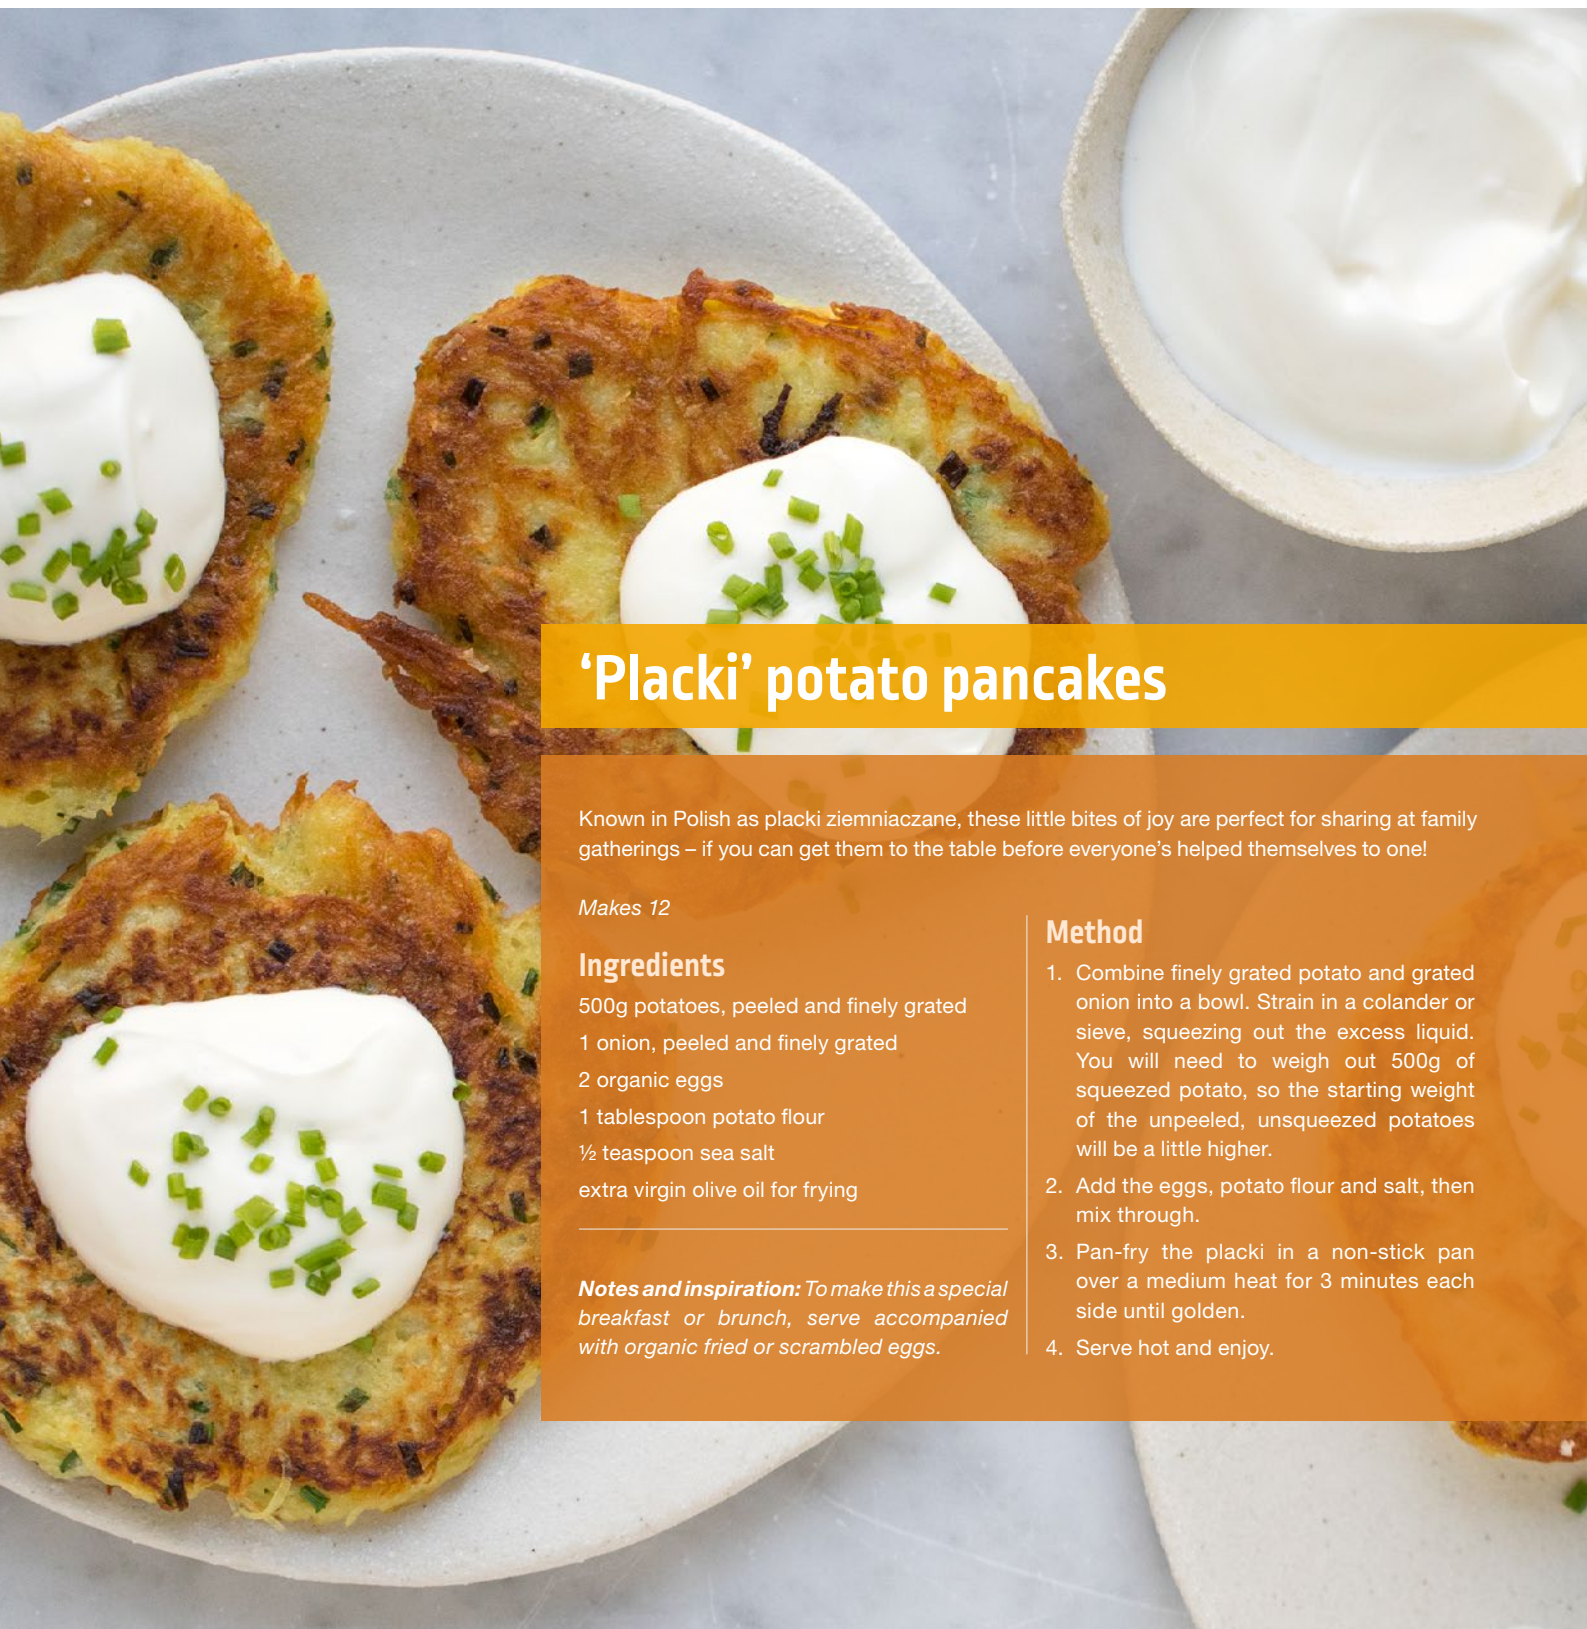 ‘Placki’ potato pancakes
Known in Polish as placki ziemniaczane, these little bites of joy are perfect for sharing at family
gatherings – if you can get them to the table before everyone’s helped themselves to one!
Makes 12
Ingredients
500g potatoes, peeled and finely grated
1 onion, peeled and finely grated
2 organic eggs
1 tablespoon potato flour
½ teaspoon sea salt
extra virgin olive oil for frying
Notes and inspiration: To make this a special
breakfast or brunch, serve accompanied
with organic fried or scrambled eggs.
Method
1. Combine finely grated potato and grated
onion into a bowl. Strain in a colander or
sieve, squeezing out the excess liquid.
You will need to weigh out 500g of
squeezed potato, so the starting weight
of the unpeeled, unsqueezed potatoes
will be a little higher.
2. Add the eggs, potato flour and salt, then
mix through.
3. Pan-fry the placki in a non-stick pan
over a medium heat for 3 minutes each
side until golden.
4. Serve hot and enjoy.